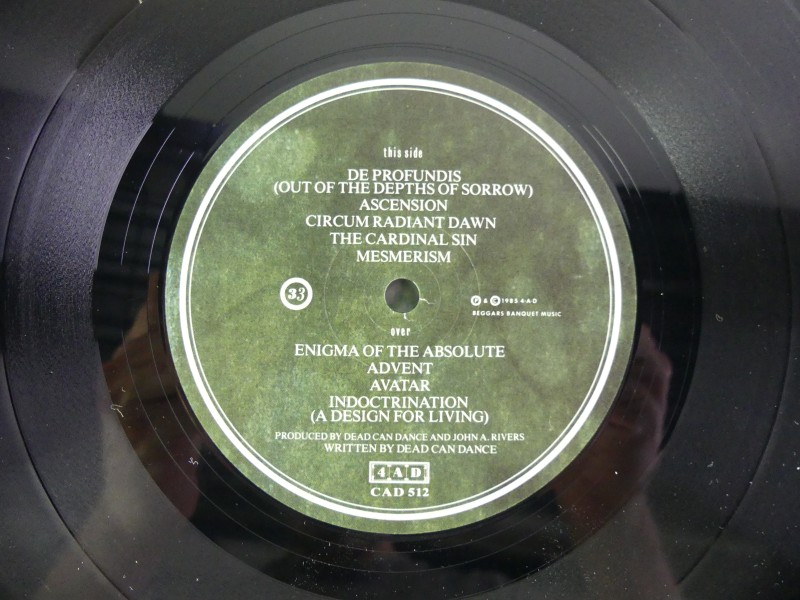 this side
DE PROFUNDIS
(OUT OF THE DEPTHS OF SORROW)
ASCENSION
CIRCUM RADIANT DAWN
THE CARDINAL SIN
MESMERISM
33
Ⓟ & © 1985 4·A·D
BEGGARS BANQUET MUSIC
over
ENIGMA OF THE ABSOLUTE
ADVENT
AVATAR
INDOCTRINATION
(A DESIGN FOR LIVING)
PRODUCED BY DEAD CAN DANCE AND JOHN A. RIVERS
WRITTEN BY DEAD CAN DANCE
4AD
CAD 512